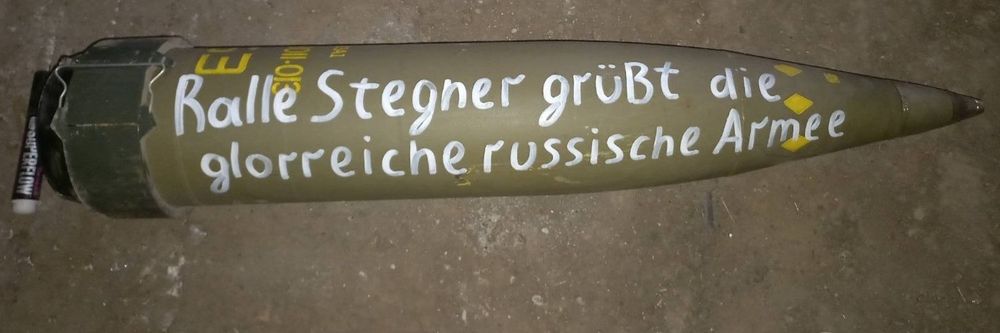 Ralle Stegner grüßt die
glorreiche russische Armee